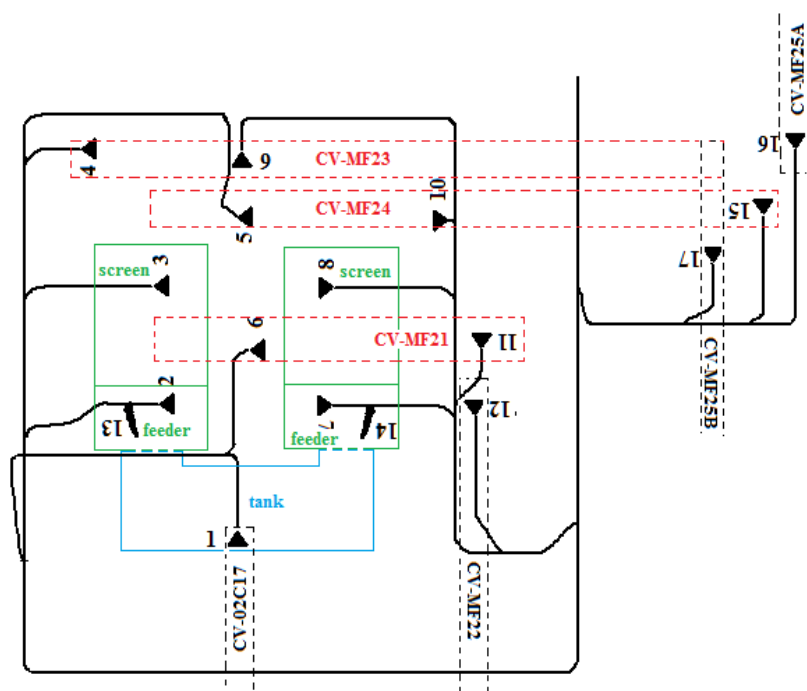 CV-MF25A
16
4
CV-MF23
9
10
CV-MF24
5
15
3
screen
8
screen
17
6
CV-MF21
11
2
13
feeder
7
14
feeder
12
CV-MF25B
tank
1
CV-02C17
CV-MF22